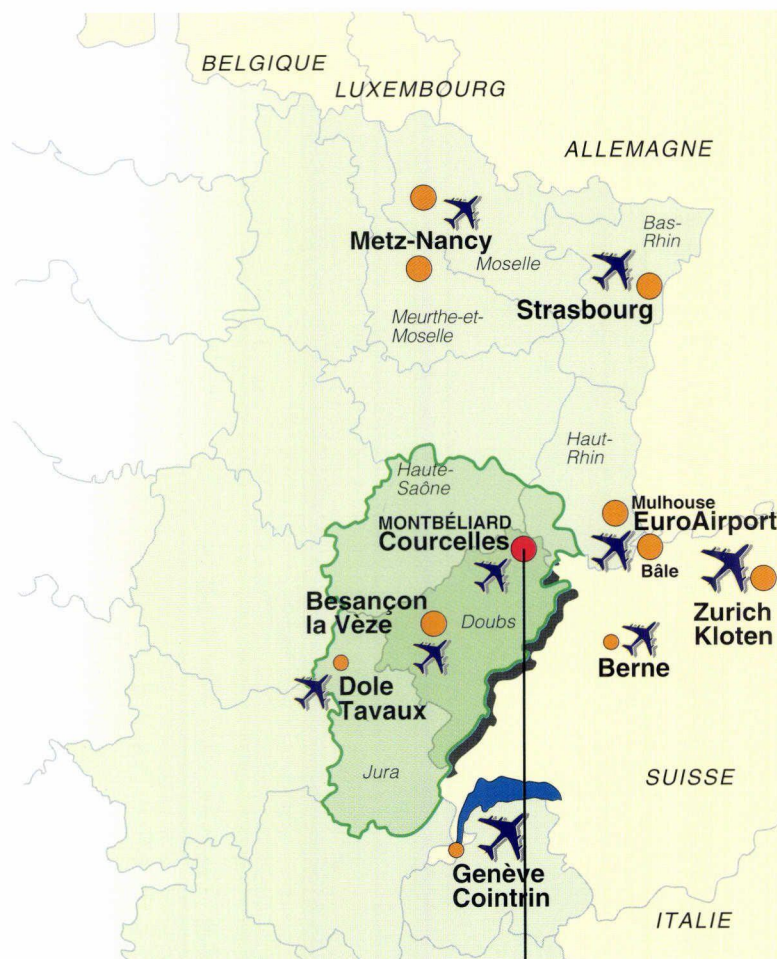 BELGIQUE
LUXEMBOURG
ALLEMAGNE
Bas-
Rhin
Metz-Nancy
Moselle
Strasbourg
Meurthe-et-
Moselle
Haut-
Rhin
Haute-
Saône
Mulhouse
EuroAirport
Bâle
MONTBÉLIARD
Courcelles
Zurich
Kloten
Besançon
la Vèze
Doubs
Berne
Dole
Tavaux
Jura
SUISSE
Genève
Cointrin
ITALIE